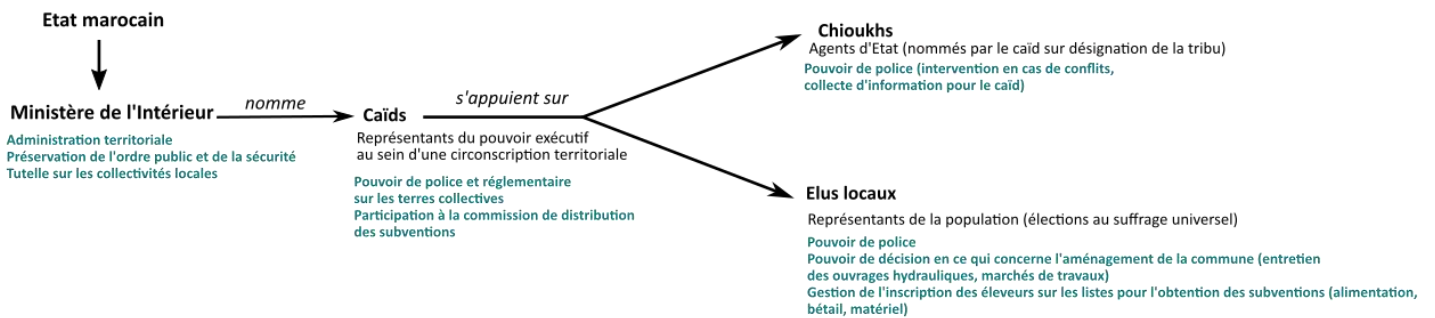 Etat marocain
Ministère de l'Intérieur
Administration territoriale
Préservation de l'ordre public et de la sécurité
Tutelle sur les collectivités locales
nomme
Caïds
Représentants du pouvoir exécutif
au sein d'une circonscription territoriale
Pouvoir de police et réglementaire
sur les terres collectives
Participation à la commission de distribution
des subventions
s'appuient sur
Chioukhs
Agents d'Etat (nommés par le caïd sur désignation de la tribu)
Pouvoir de police (intervention en cas de conflits,
collecte d'information pour le caïd)
Elus locaux
Représentants de la population (élections au suffrage universel)
Pouvoir de police
Pouvoir de décision en ce qui concerne l'aménagement de la commune (entretien
des ouvrages hydrauliques, marchés de travaux)
Gestion de l'inscription des éleveurs sur les listes pour l'obtention des subventions (alimentation,
bétail, matériel)